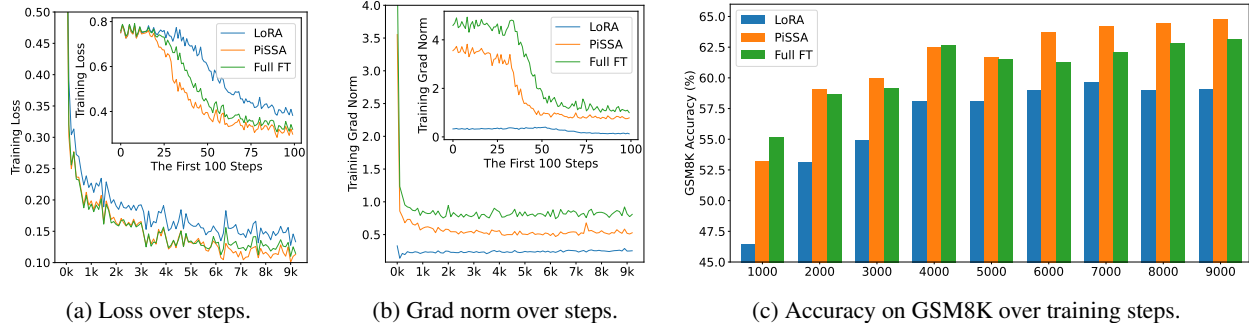 0.50
0.45
0.40
0.35
0.30
0.25
0.20
0.15
0.10
Training Loss
0k 1k 2k 3k 4k 5k 6k 7k 8k 9k
0.8
0.6
0.4
Training Loss
0 25 50 75 100
The First 100 Steps
LoRA
PiSSA
Full FT
(a) Loss over steps.
4.0
3.5
3.0
2.5
2.0
1.5
1.0
0.5
Training Grad Norm
0k 1k 2k 3k 4k 5k 6k 7k 8k 9k
4
2
0
Training Grad Norm
0 25 50 75 100
The First 100 Steps
LoRA
PiSSA
Full FT
(b) Grad norm over steps.
65.0
62.5
60.0
57.5
55.0
52.5
50.0
47.5
45.0
GSM8K Accuracy (%)
1000 2000 3000 4000 5000 6000 7000 8000 9000
LoRA
PiSSA
Full FT
(c) Accuracy on GSM8K over training steps.